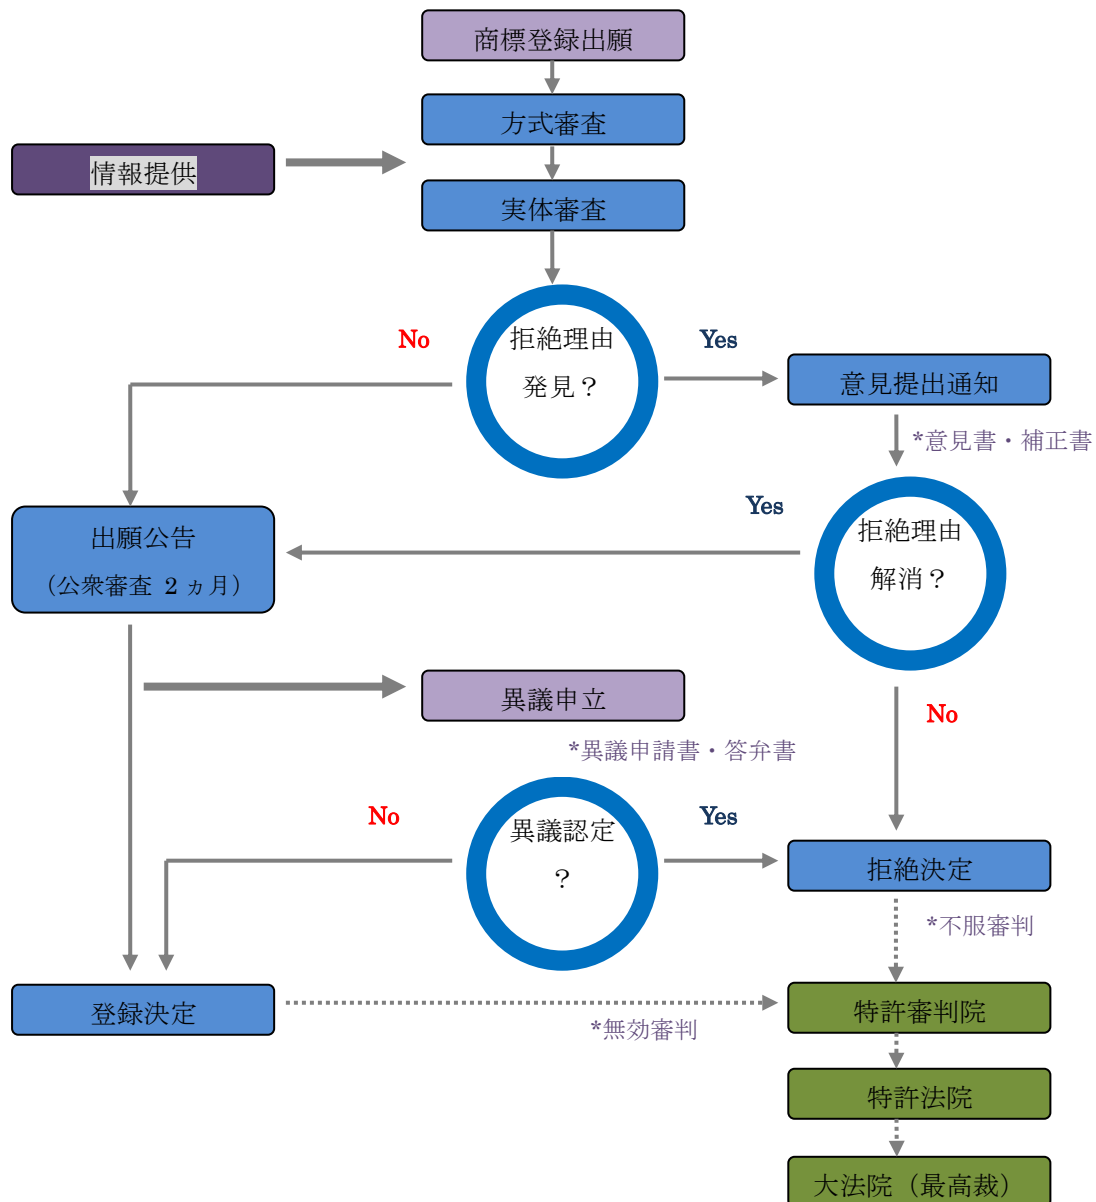 商標登録出願
方式審査
情報提供
実体審査
No
拒絶理由
発見？
Yes
意見提出通知
*意見書・補正書
Yes
拒絶理由
解消？
出願公告
（公衆審査 2 ヵ月）
異議申立
No
*異議申請書・答弁書
No
異議認定
？
Yes
拒絶決定
*不服審判
登録決定
*無効審判
特許審判院
特許法院
大法院（最高裁）